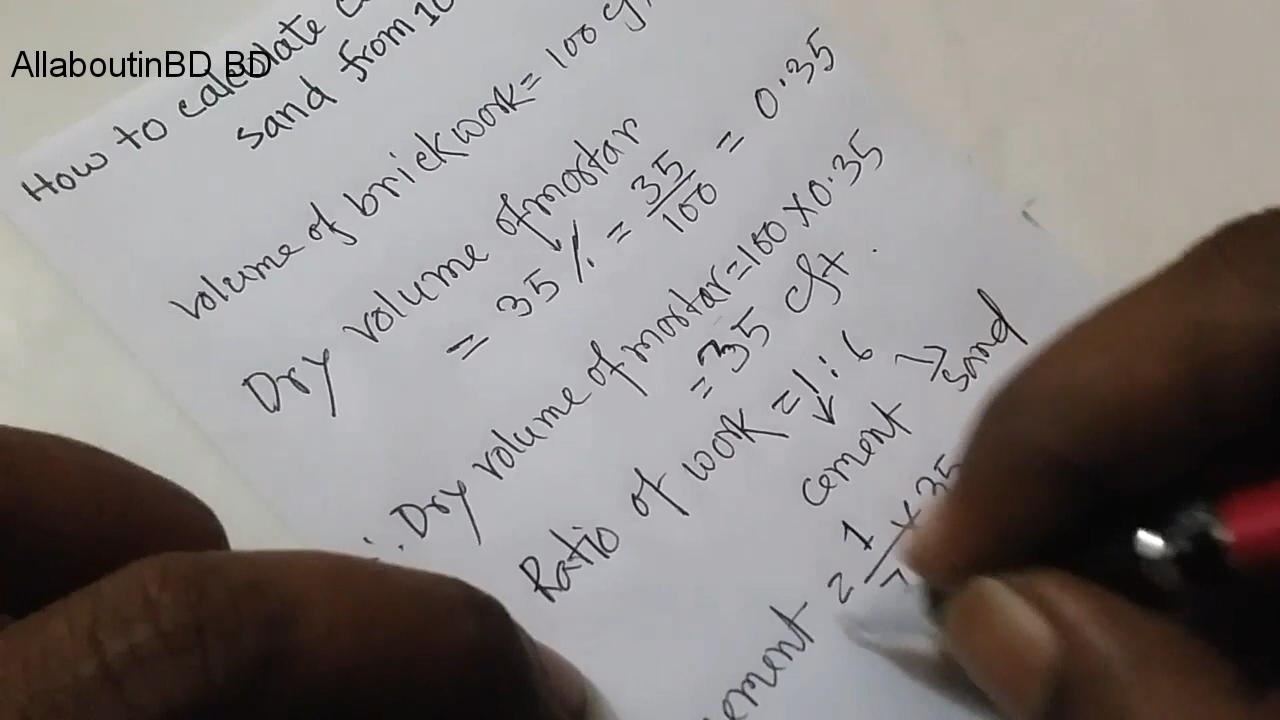 AllaboutinBD BD
How to calculate
sand from
volume of brickwork = 100
Dry volume of mortar
= 35% = 35/100 = 0.35
∴ Dry volume of mortar = 100 X 0.35
= 35 cft.
Ratio of work = 1:6
cement sand
= 1/7 X 35